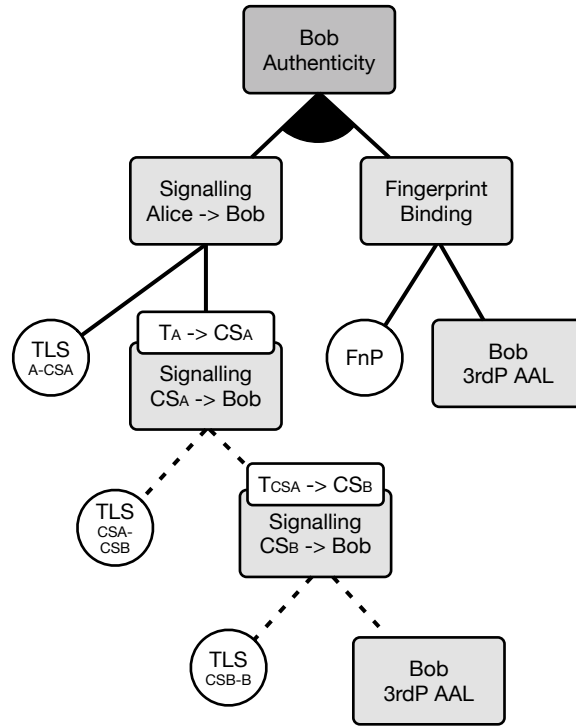 Bob
Authenticity
Signalling
Alice -> Bob
Fingerprint
Binding
TLS
A-CSA
TA -> CSA
Signalling
CSA -> Bob
FnP
Bob
3rdP AAL
TLS
CSA-
CSB
TCSA -> CSB
Signalling
CSB -> Bob
TLS
CSB-B
Bob
3rdP AAL